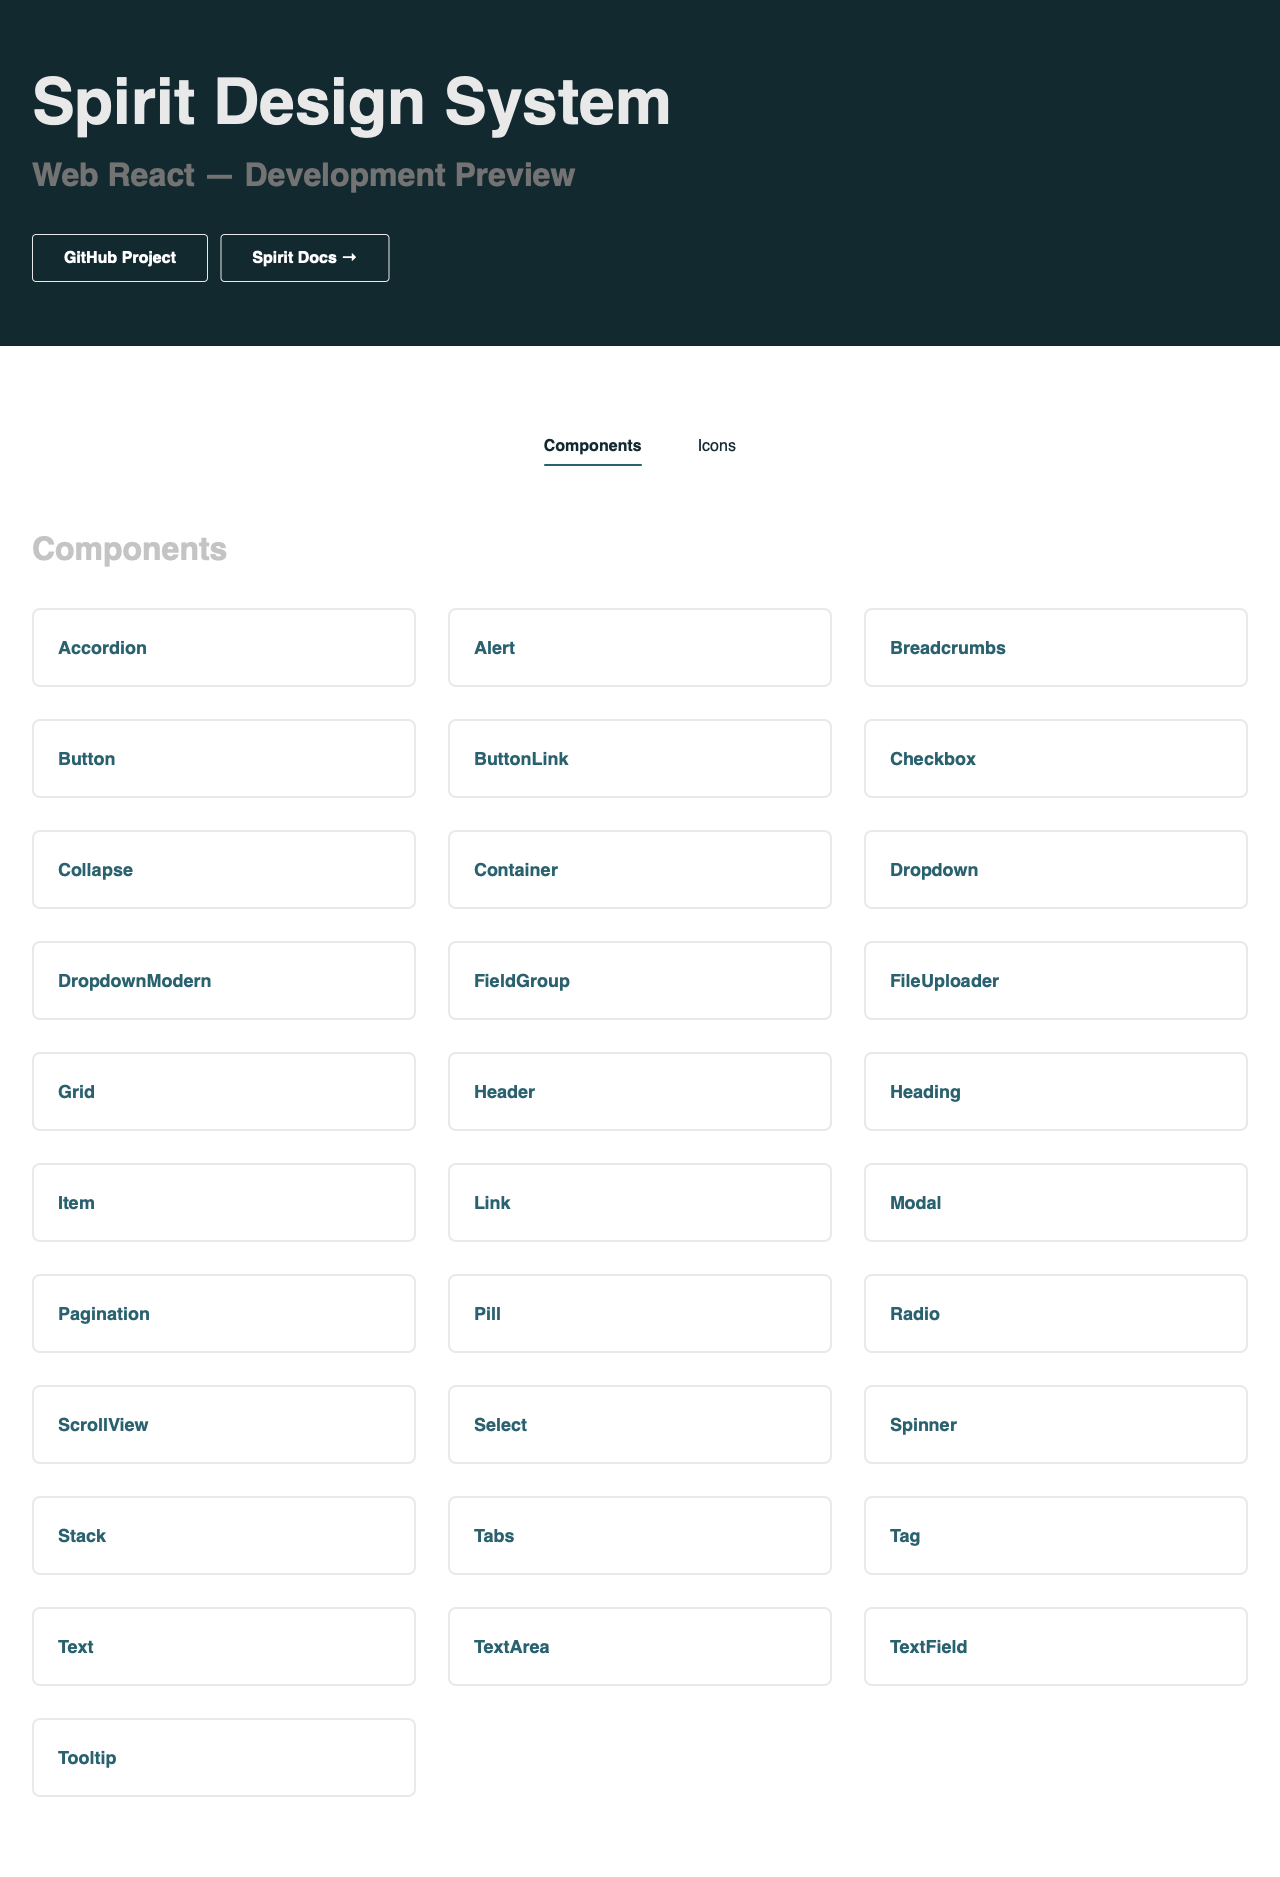 Spirit Design System
Web React — Development Preview
GitHub Project
Spirit Docs →
Components
Icons
Components
Accordion
Alert
Breadcrumbs
Button
ButtonLink
Checkbox
Collapse
Container
Dropdown
DropdownModern
FieldGroup
FileUploader
Grid
Header
Heading
Item
Link
Modal
Pagination
Pill
Radio
ScrollView
Select
Spinner
Stack
Tabs
Tag
Text
TextArea
TextField
Tooltip